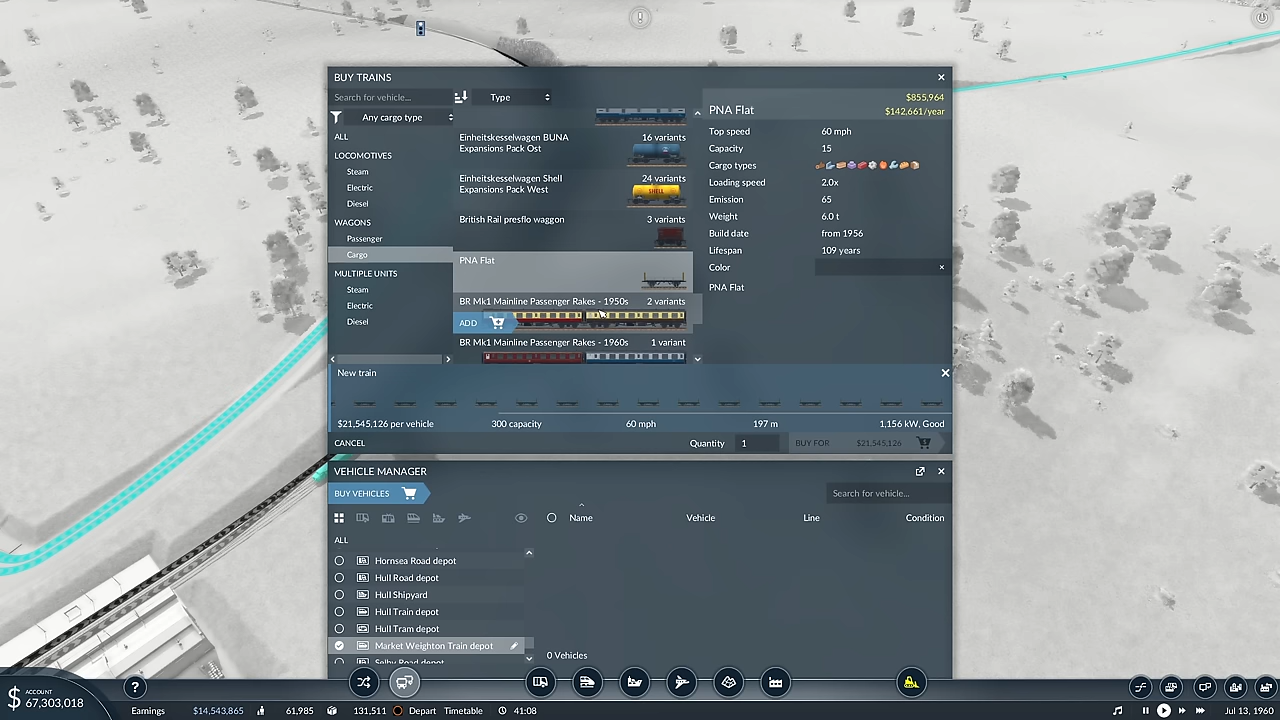 BUY TRAINS
Search for vehicle...
Type
Any cargo type
ALL
LOCOMOTIVES
Steam
Electric
Diesel
WAGONS
Passenger
Cargo
MULTIPLE UNITS
Steam
Electric
Diesel
Einheitskesselwagen BUNA 16 variants
Expansions Pack Ost
Einheitskesselwagen Shell 24 variants
Expansions Pack West
SHELL
British Rail presflo waggon 3 variants
PNA Flat
BR Mk1 Mainline Passenger Rakes - 1950s 2 variants
ADD
BR Mk1 Mainline Passenger Rakes - 1960s 1 variant
$855,964
PNA Flat $142,661/year
Top speed 60 mph
Capacity 15
Cargo types
Loading speed 2.0x
Emission 65
Weight 6.0 t
Build date from 1956
Lifespan 109 years
Color
PNA Flat
New train
$21,545,126 per vehicle 300 capacity 60 mph 197 m 1,156 kW, Good
CANCEL Quantity 1 BUY FOR $21,545,126
VEHICLE MANAGER
BUY VEHICLES Search for vehicle...
Name Vehicle Line Condition
ALL
Hornsea Road depot
Hull Road depot
Hull Shipyard
Hull Train depot
Hull Tram depot
Market Weighton Train depot
Selby Road depot
0 Vehicles
$ ACCOUNT
67,303,018
?
Earnings $14,543,865 61,985 131,511 Depart Timetable 41:08 Jul 13, 1960